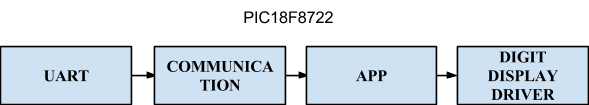 PIC18F8722
UART
COMMUNICA
TION
APP
DIGIT
DISPLAY
DRIVER